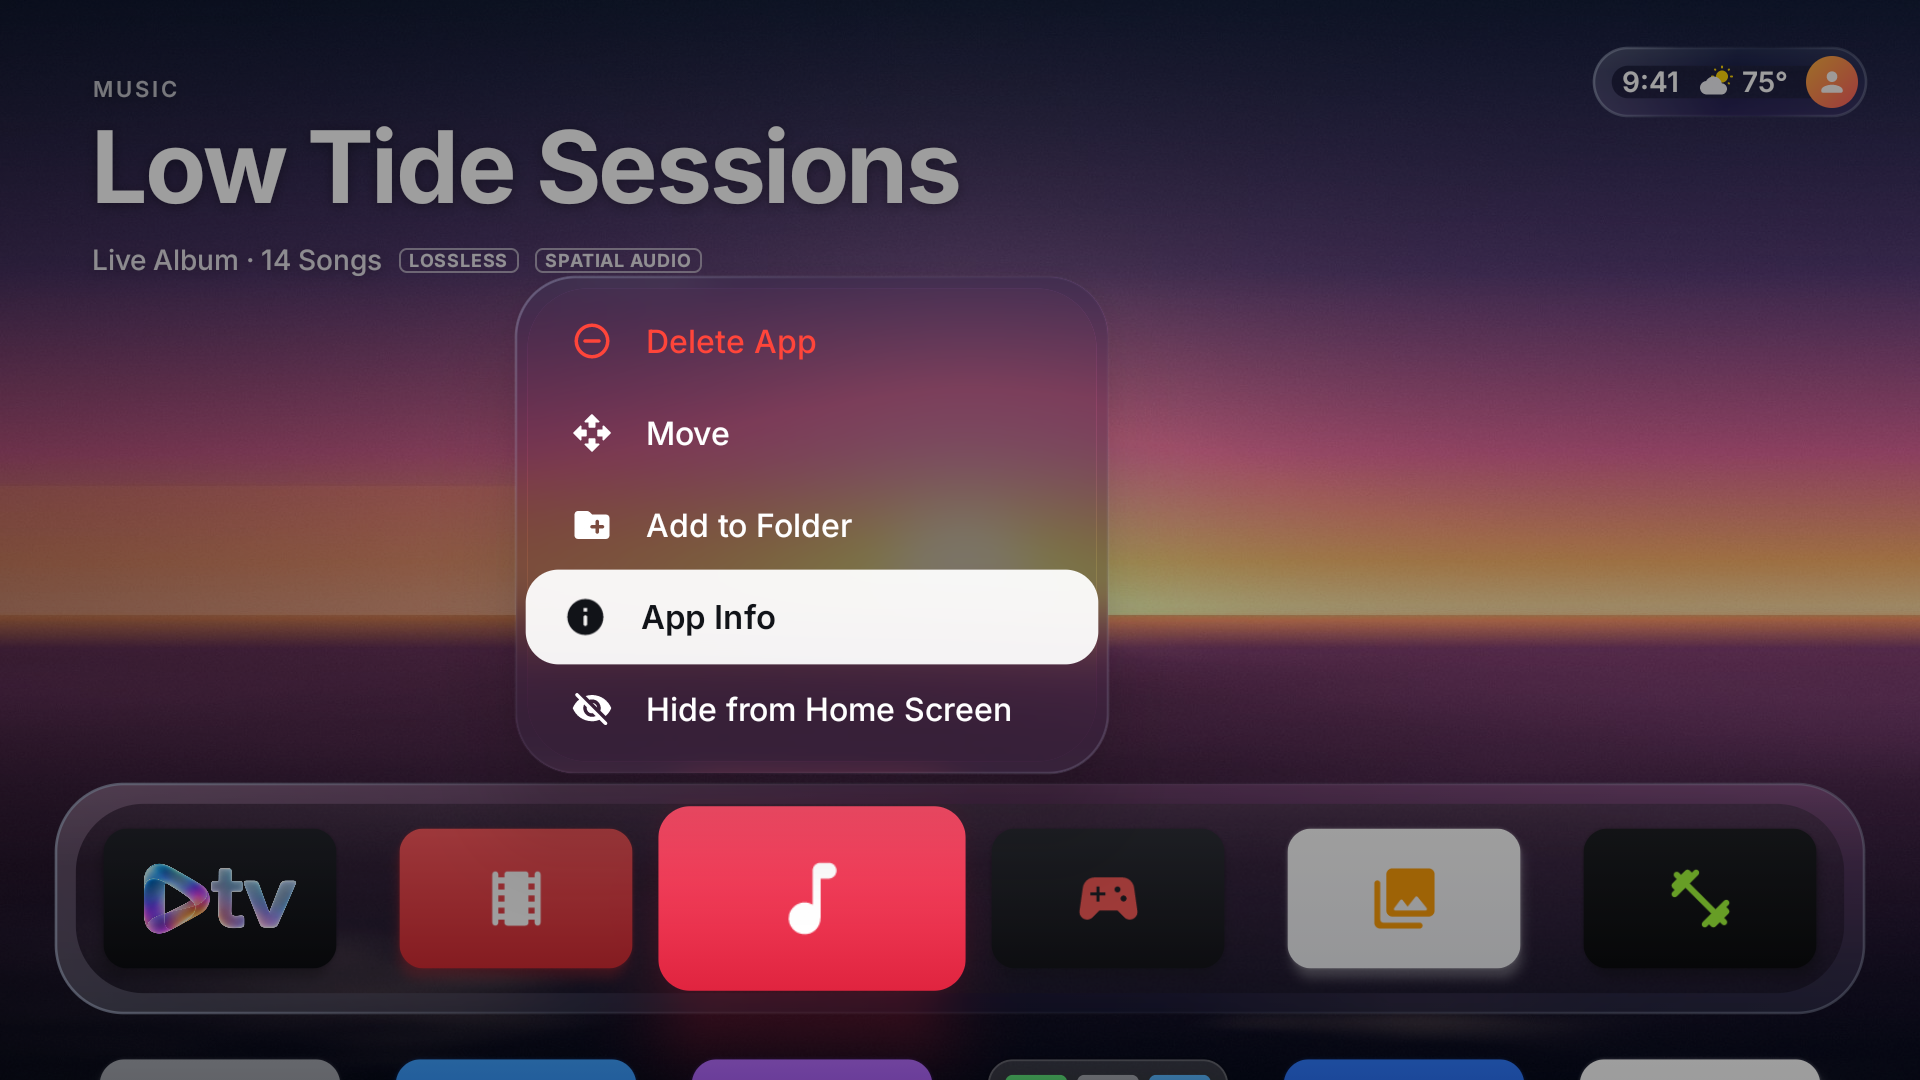 MUSIC
Low Tide Sessions
Live Album · 14 Songs LOSSLESS SPATIAL AUDIO
9:41 75°
Delete App
Move
Add to Folder
App Info
Hide from Home Screen
tv